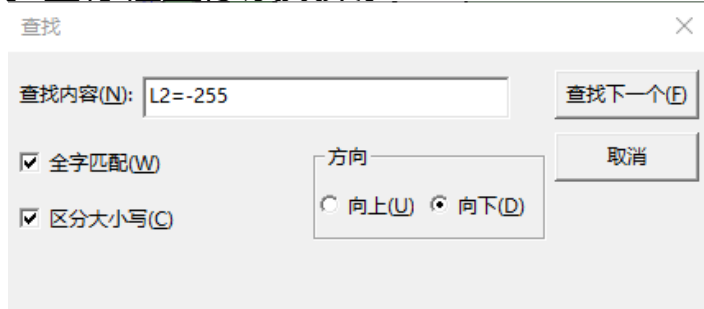 查找
查找内容(N): L2=-255 查找下一个(F)
全字匹配(W) 方向 取消
区分大小写(C) 向上(U) 向下(D)